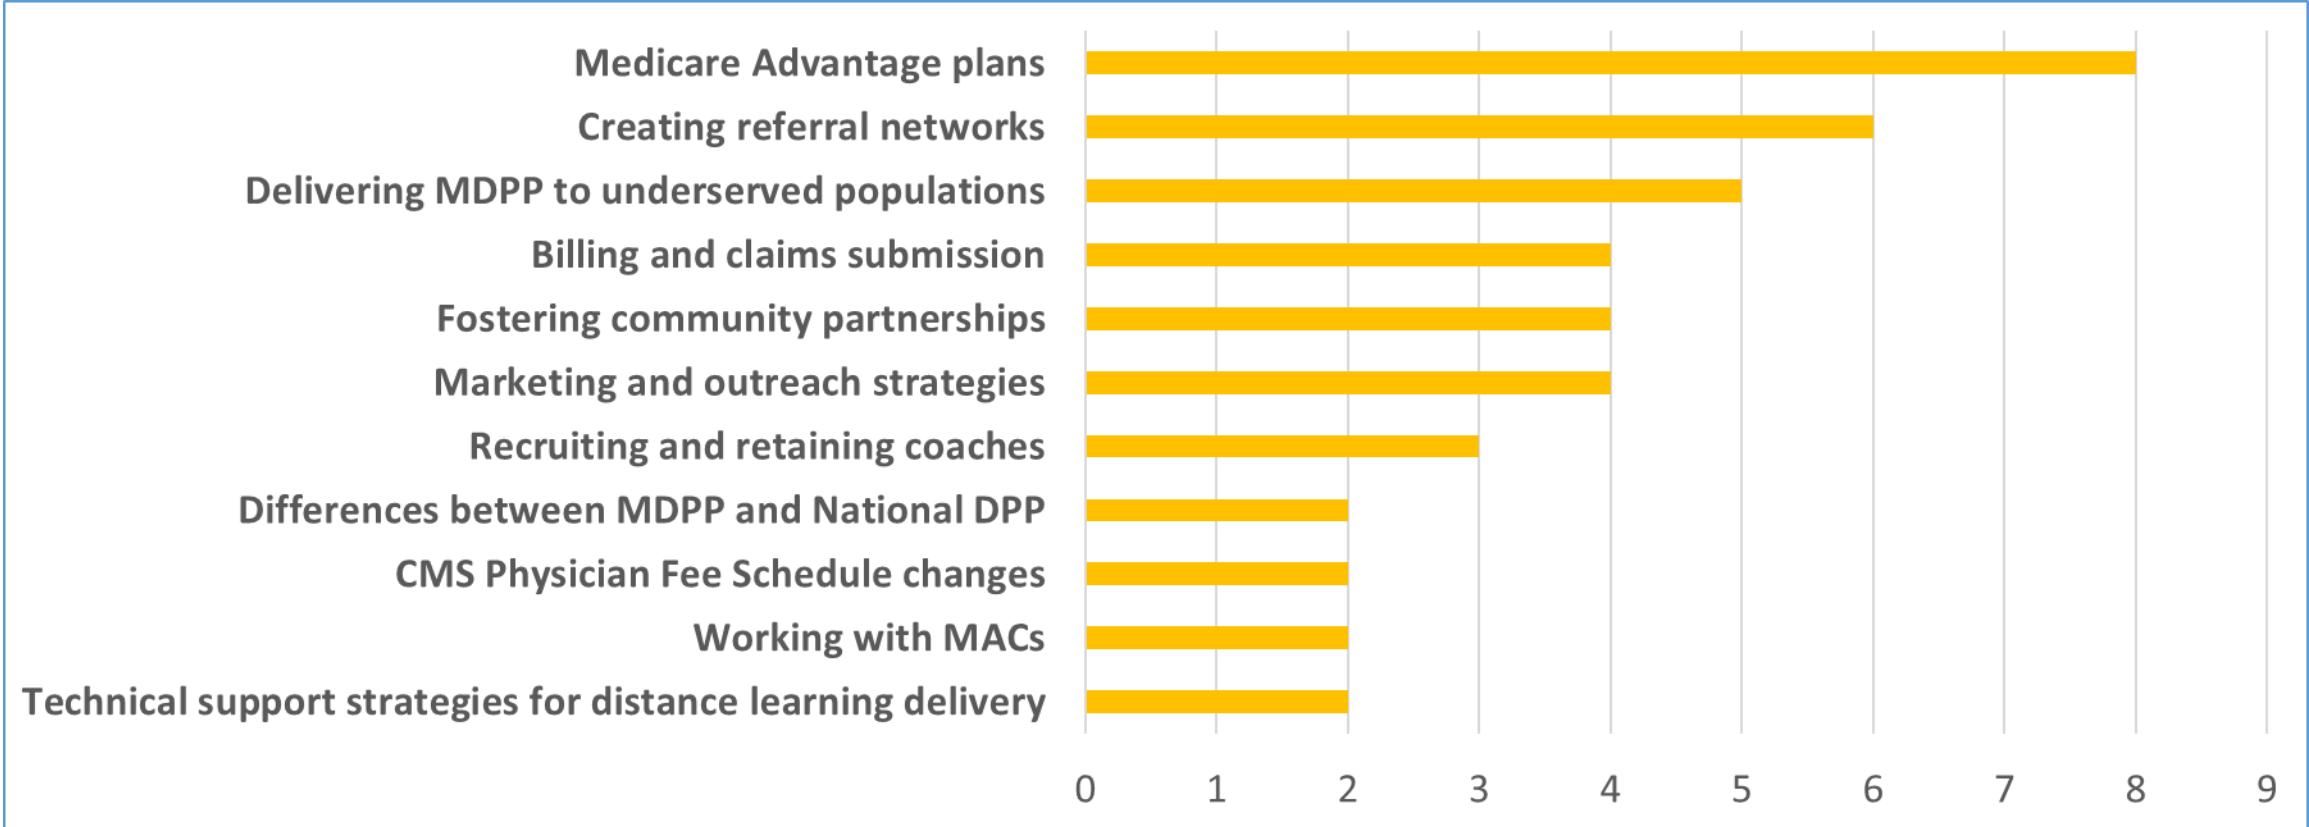 Medicare Advantage plans
Creating referral networks
Delivering MDPP to underserved populations
Billing and claims submission
Fostering community partnerships
Marketing and outreach strategies
Recruiting and retaining coaches
Differences between MDPP and National DPP
CMS Physician Fee Schedule changes
Working with MACs
Technical support strategies for distance learning delivery
0 1 2 3 4 5 6 7 8 9